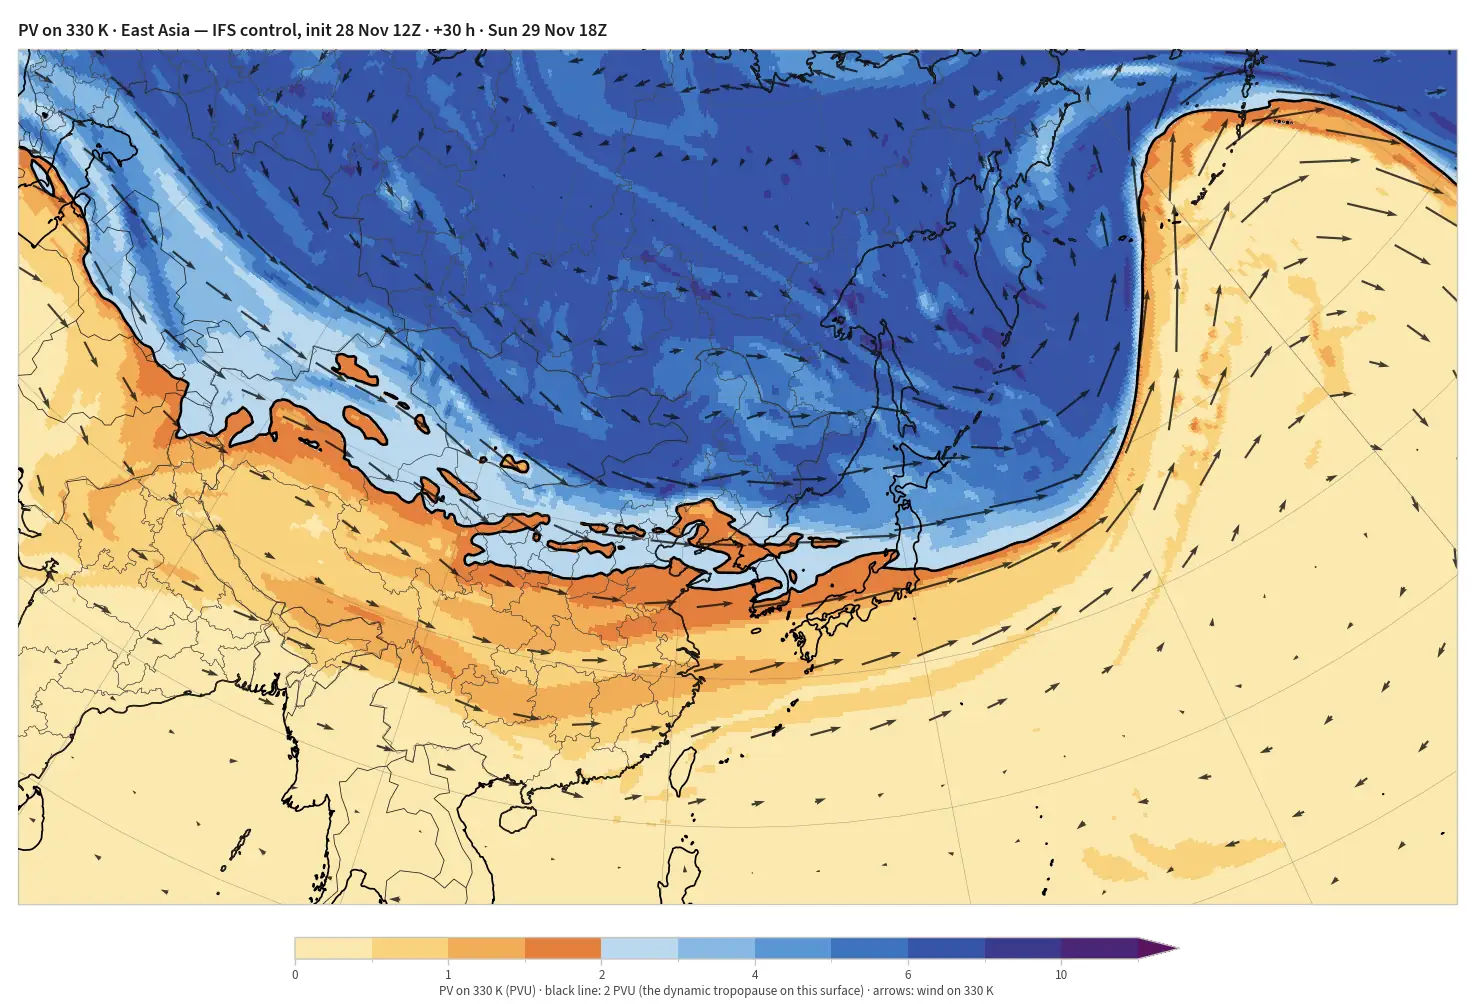 PV on 330 K · East Asia — IFS control, init 28 Nov 12Z · +30 h · Sun 29 Nov 18Z
0 1 2 4 6 10
PV on 330 K (PVU) · black line: 2 PVU (the dynamic tropopause on this surface) · arrows: wind on 330 K